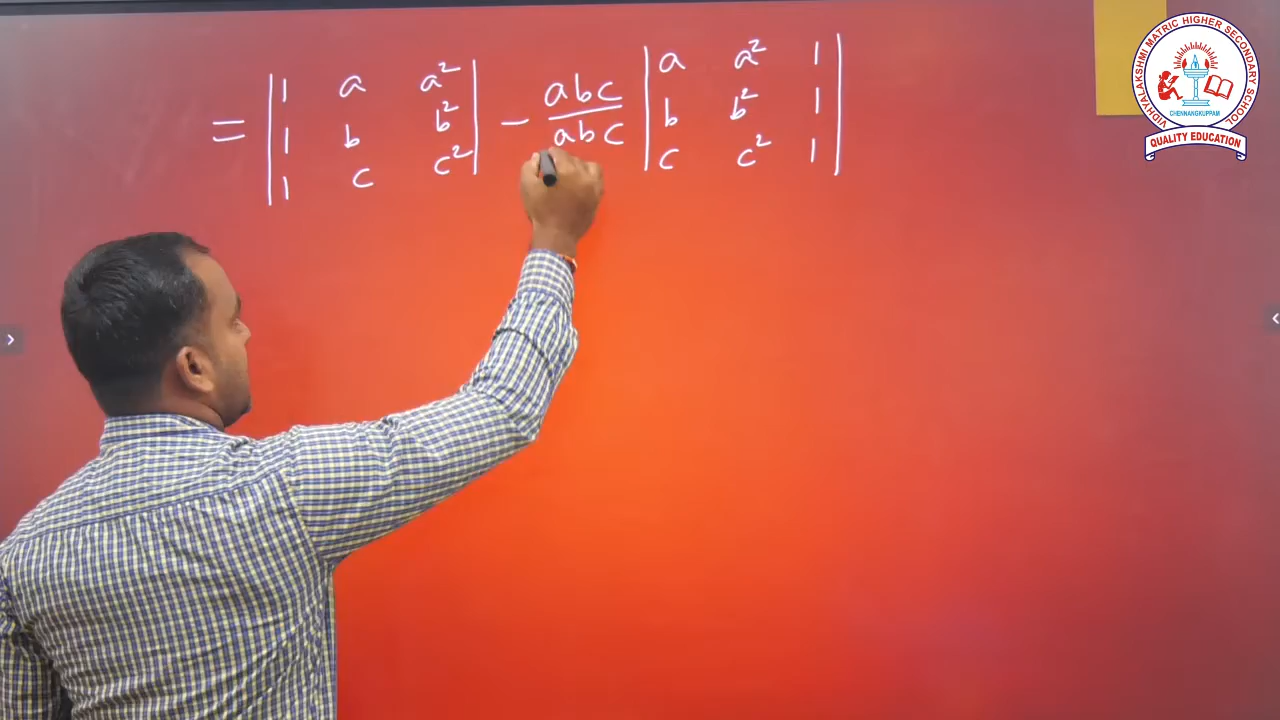 = | 1 a a² | - abc/abc | a a² 1 |
| 1 b b² | | b b² 1 |
| 1 c c² | | c c² 1 |
VIDHYALAKSHMI MATRIC HIGHER SECONDARY SCHOOL
CHENNANGKUPPAM
QUALITY EDUCATION